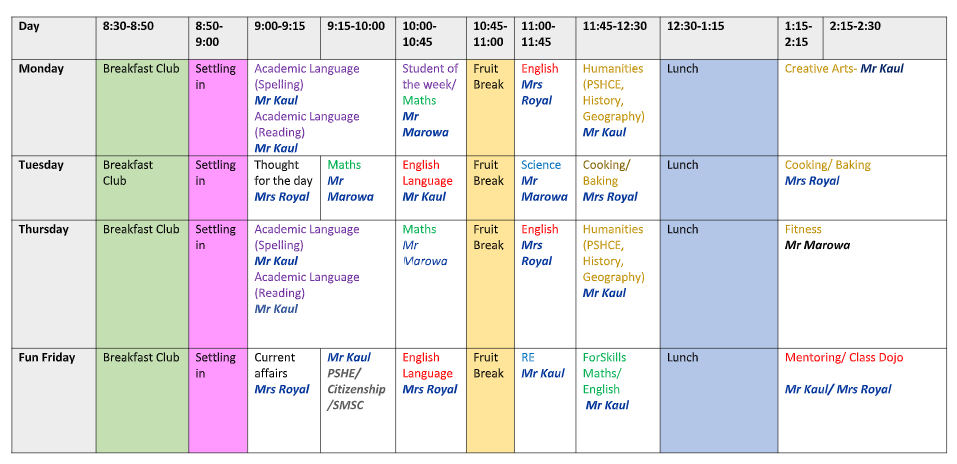 Day 8:30-8:50 8:50- 9:00-9:15 9:15-10:00 10:00- 10:45- 11:00- 11:45-12:30 12:30-1:15 1:15- 2:15-2:30
9:00 10:45 11:00 11:45 2:15
Monday Breakfast Club Settling Academic Language Student of Fruit English Humanities Lunch Creative Arts- Mr Kaul
in (Spelling) the week/ Break Mrs (PSHCE,
Mr Kaul Maths Royal History,
Academic Language Mr Geography)
(Reading) Marowa Mr Kaul
Mr Kaul
Tuesday Breakfast Settling Thought Maths English Fruit Science Cooking/ Lunch Cooking/ Baking
Club in for the day Mr Language Break Mr Baking Mrs Royal
Mrs Royal Marowa Mr Kaul Marowa Mrs Royal
Thursday Breakfast Club Settling Academic Language Maths Fruit English Humanities Lunch Fitness
in (Spelling) Mr Break Mrs (PSHCE, Mr Marowa
Mr Kaul Marowa Royal History,
Academic Language Geography)
(Reading) Mr Kaul
Mr Kaul
Fun Friday Breakfast Club Settling Current Mr Kaul English Fruit RE ForSkills Lunch Mentoring/ Class Dojo
in affairs PSHE/ Language Break Mr Kaul Maths/
Mrs Royal Citizenship Mrs Royal English Mr Kaul/ Mrs Royal
/SMSC Mr Kaul